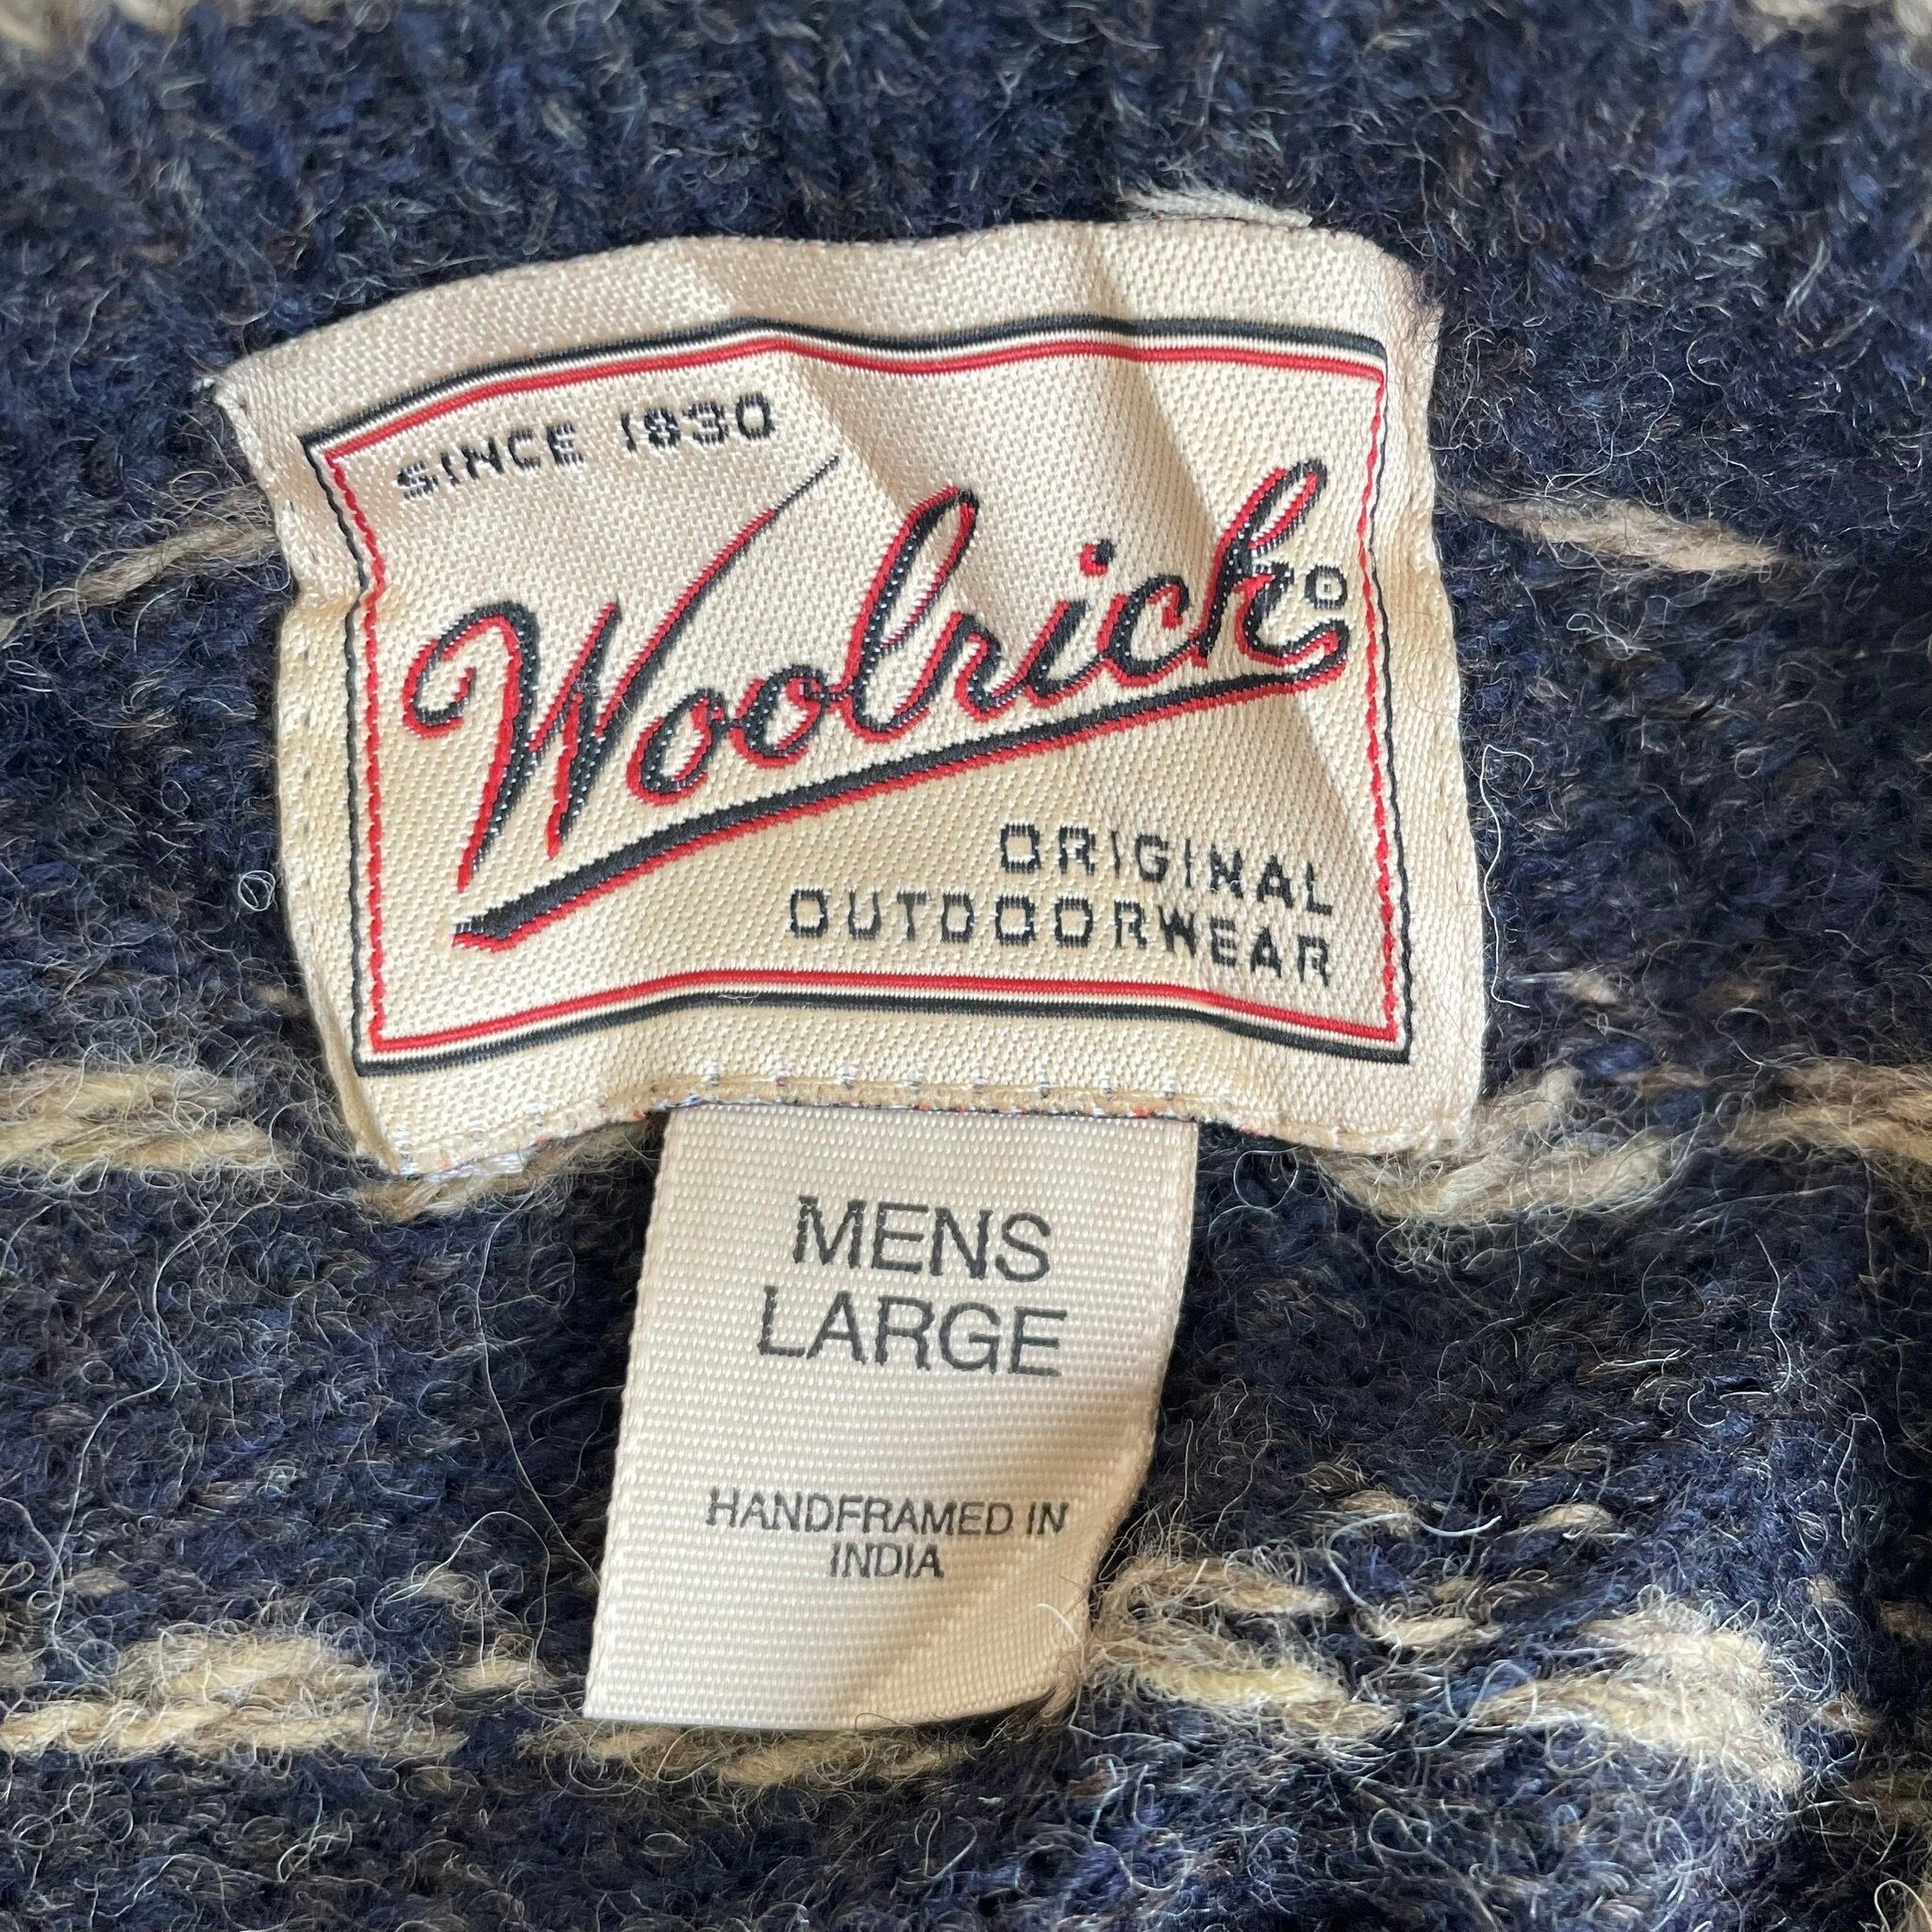 SINCE 1830
Woolrich®
ORIGINAL
OUTDOORWEAR
MENS
LARGE
HANDFRAMED IN
INDIA